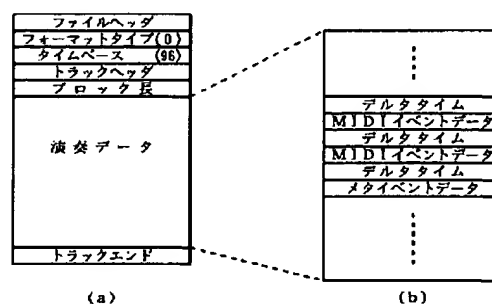 ファイルヘッダ
フォーマットタイプ(0)
タイムベース (96)
トラックヘッダ
ブロック長
演奏データ
トラックエンド
(a)
デルタタイム
MIDIイベントデータ
デルタタイム
MIDIイベントデータ
デルタタイム
メタイベントデータ
(b)